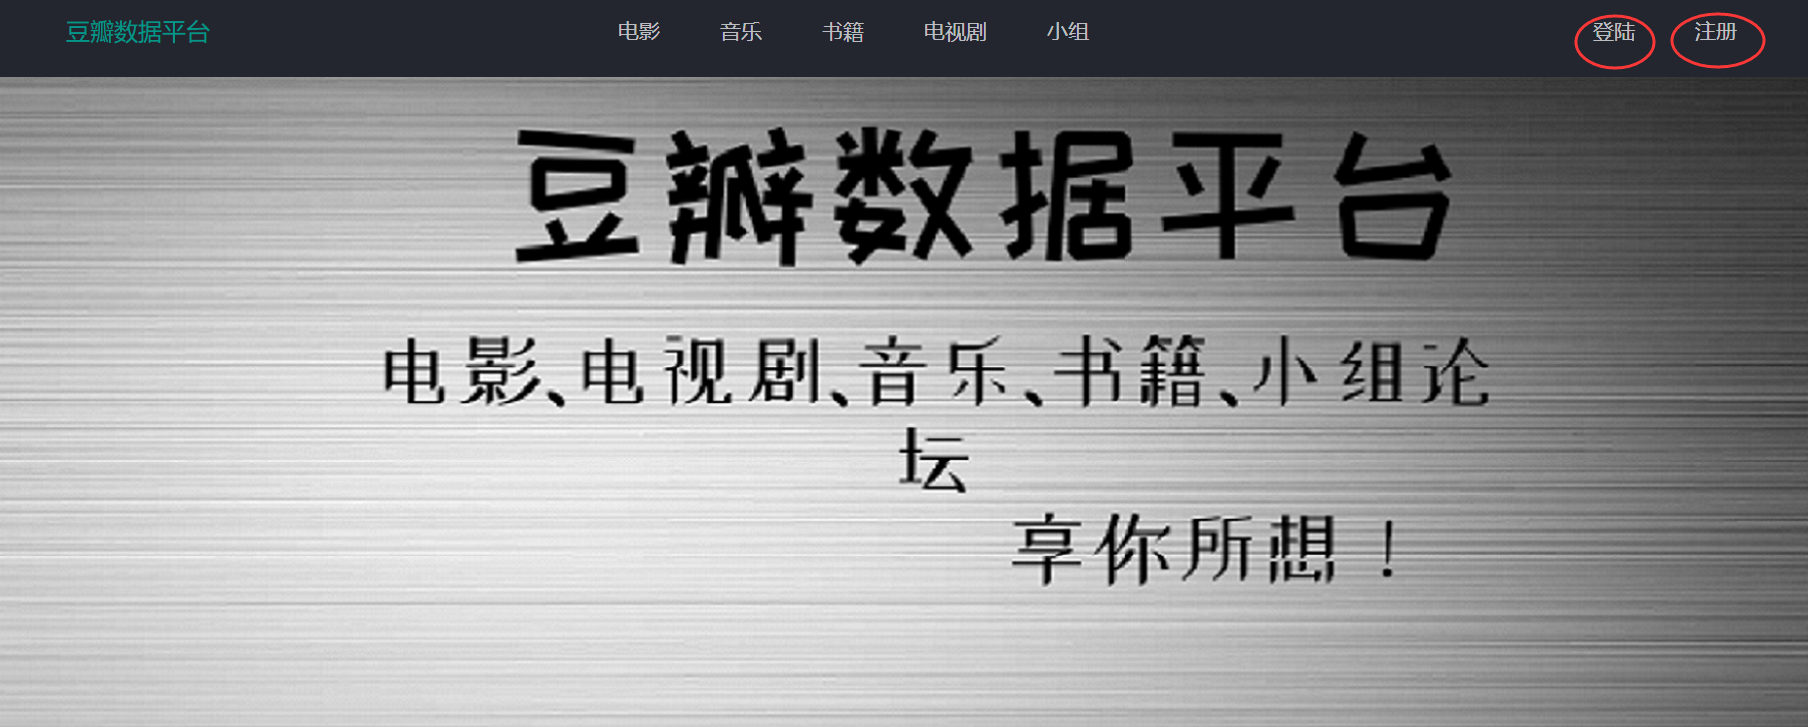 豆瓣数据平台 电影 音乐 书籍 电视剧 小组 登陆 注册
豆瓣数据平台
电影、电视剧、音乐、书籍、小组论
坛
享你所想！